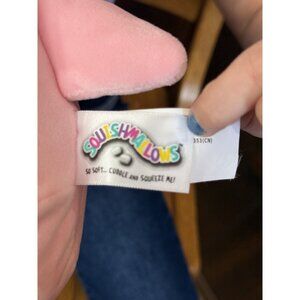 SQUISHMALLOWS
SO SOFT... CUDDLE AND SQUEEZE ME!